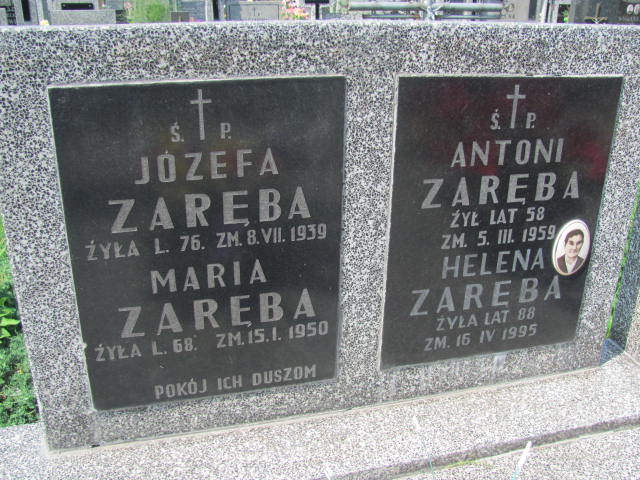 Ś. P.
JÓZEFA
ZARĘBA
ŻYŁA L. 76. ZM. 8. VII. 1939
MARIA
ZARĘBA
ŻYŁA L. 68. ZM. 15. I. 1950
POKÓJ ICH DUSZOM
Ś. P.
ANTONI
ZARĘBA
ŻYŁ LAT 58
ZM. 5. III. 1959
HELENA
ZARĘBA
ŻYŁA LAT 88
ZM. 16 IV 1995